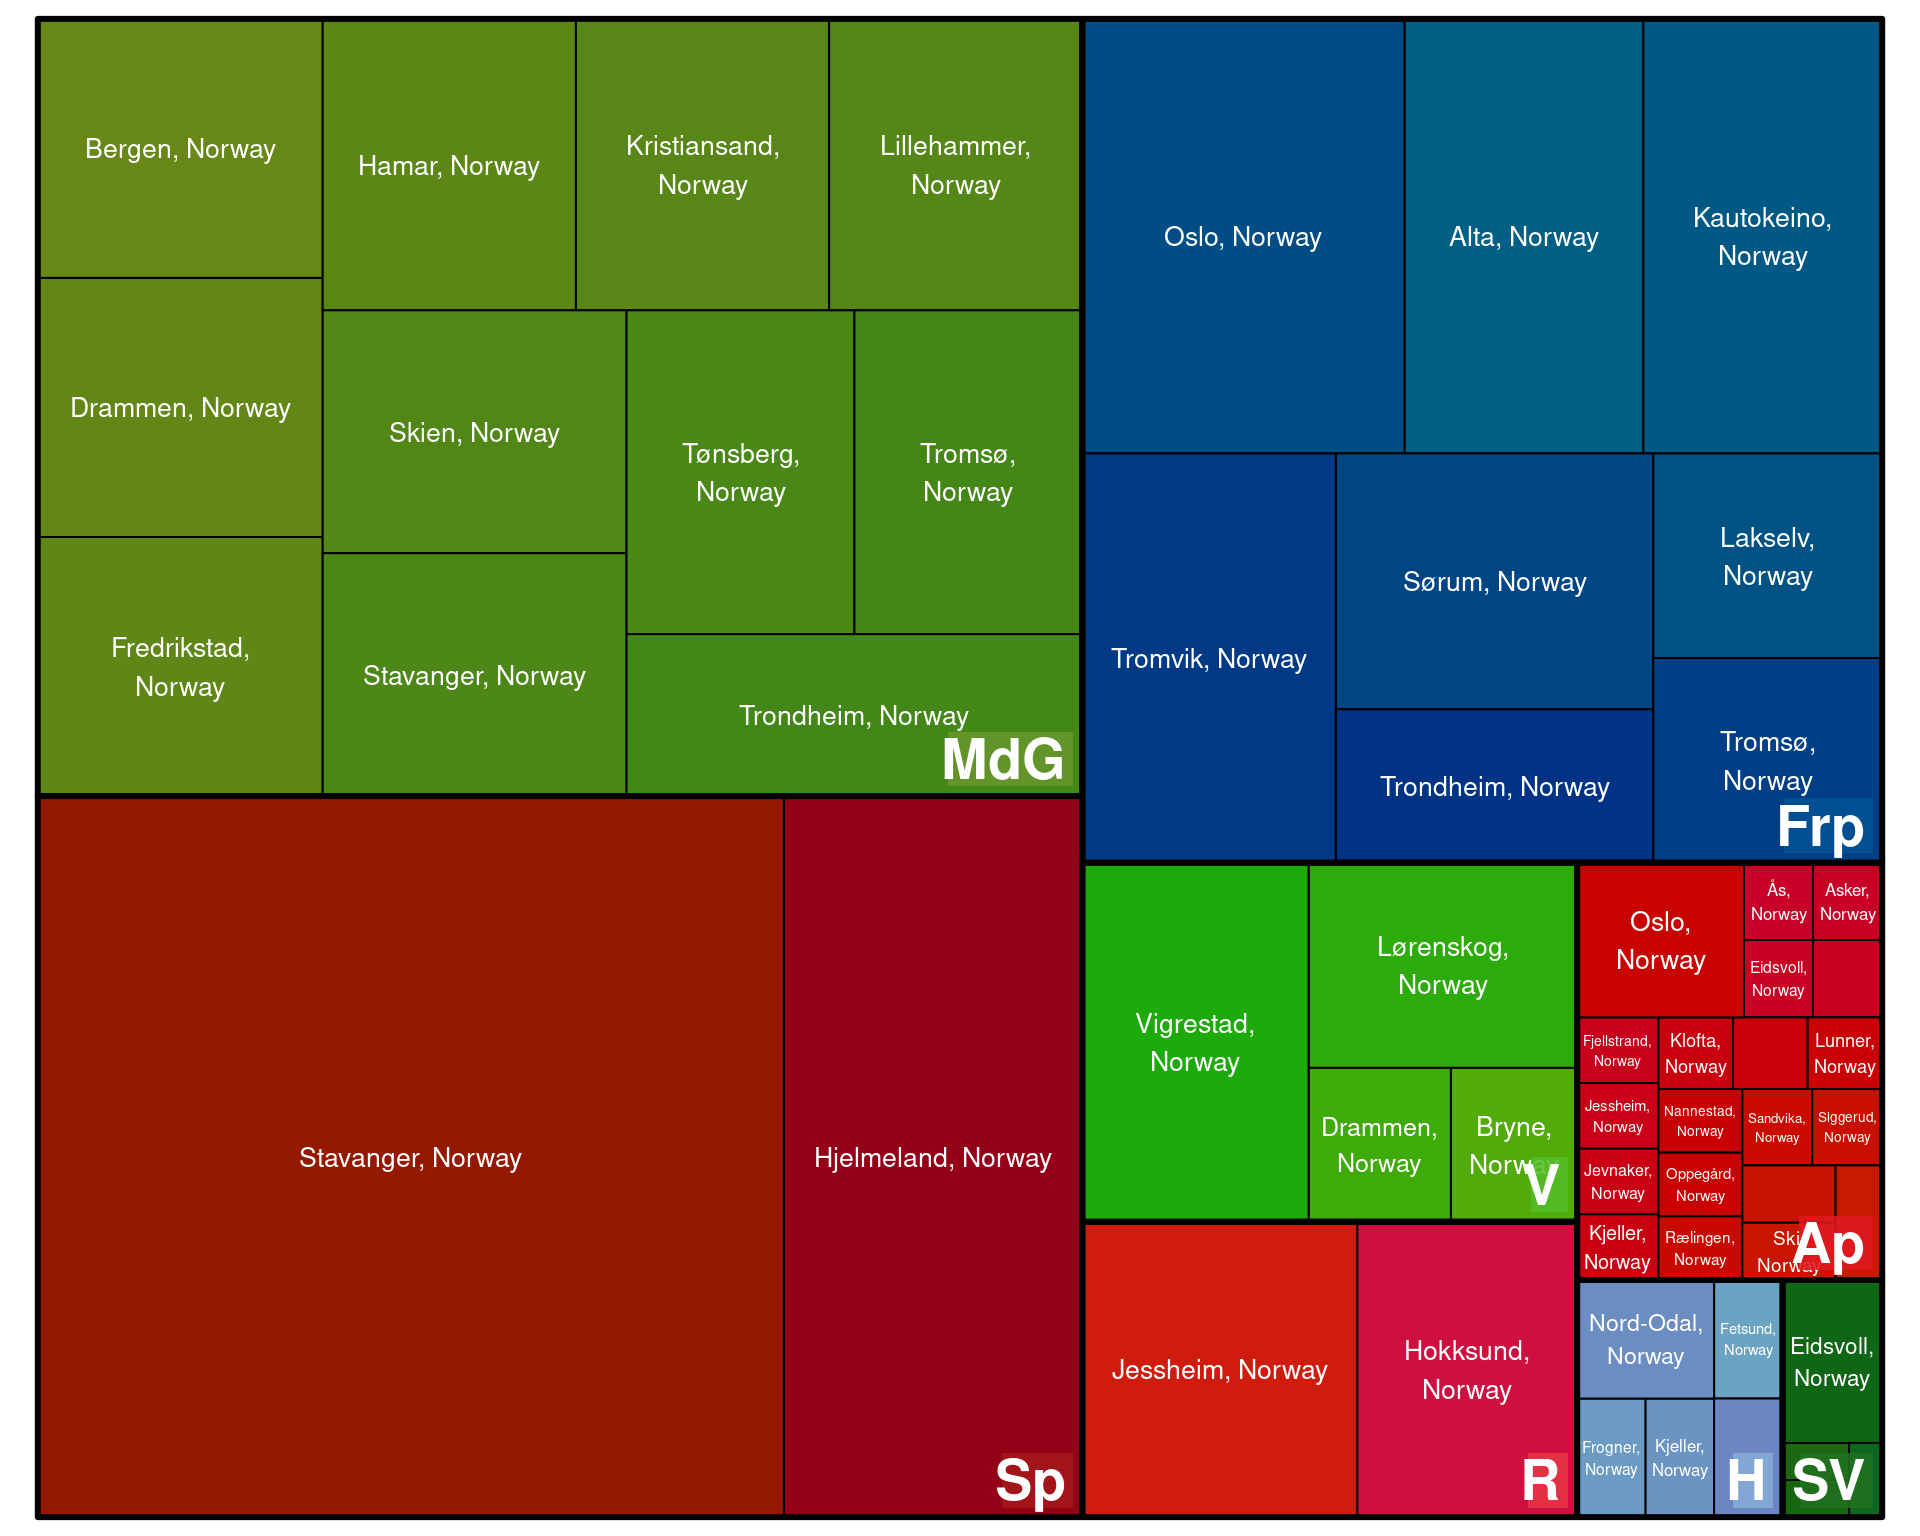 Bergen, Norway
Hamar, Norway
Kristiansand,
Norway
Lillehammer,
Norway
Drammen, Norway
Skien, Norway
Tønsberg,
Norway
Tromsø,
Norway
Fredrikstad,
Norway
Stavanger, Norway
Trondheim, Norway
MdG
Oslo, Norway
Alta, Norway
Kautokeino,
Norway
Tromvik, Norway
Sørum, Norway
Lakselv,
Norway
Trondheim, Norway
Tromsø,
Norway
Frp
Stavanger, Norway
Hjelmeland, Norway
Sp
Vigrestad,
Norway
Lørenskog,
Norway
Drammen,
Norway
Bryne,
Norway
V
Jessheim, Norway
Hokksund,
Norway
R
Oslo,
Norway
Ås,
Norway
Asker,
Norway
Eidsvoll,
Norway
Fjellstrand,
Norway
Klofta,
Norway
Lunner,
Norway
Jessheim,
Norway
Nannestad,
Norway
Sandvika,
Norway
Siggerud,
Norway
Jevnaker,
Norway
Oppegård,
Norway
Kjeller,
Norway
Rælingen,
Norway
Norway
Ap
Nord-Odal,
Norway
Fetsund,
Norway
Frogner,
Norway
Kjeller,
Norway
H
Eidsvoll,
Norway
SV